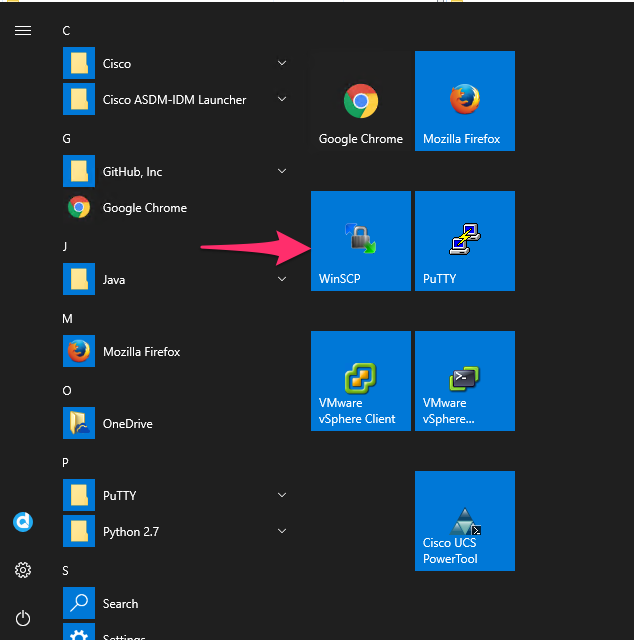 C
Cisco
Cisco ASDM-IDM Launcher
G
GitHub, Inc
Google Chrome
J
Java
M
Mozilla Firefox
O
OneDrive
P
PuTTY
Python 2.7
S
Search
Settings
Google Chrome
Mozilla Firefox
WinSCP
PuTTY
VMware
vSphere Client
VMware
vSphere...
Cisco UCS
PowerTool